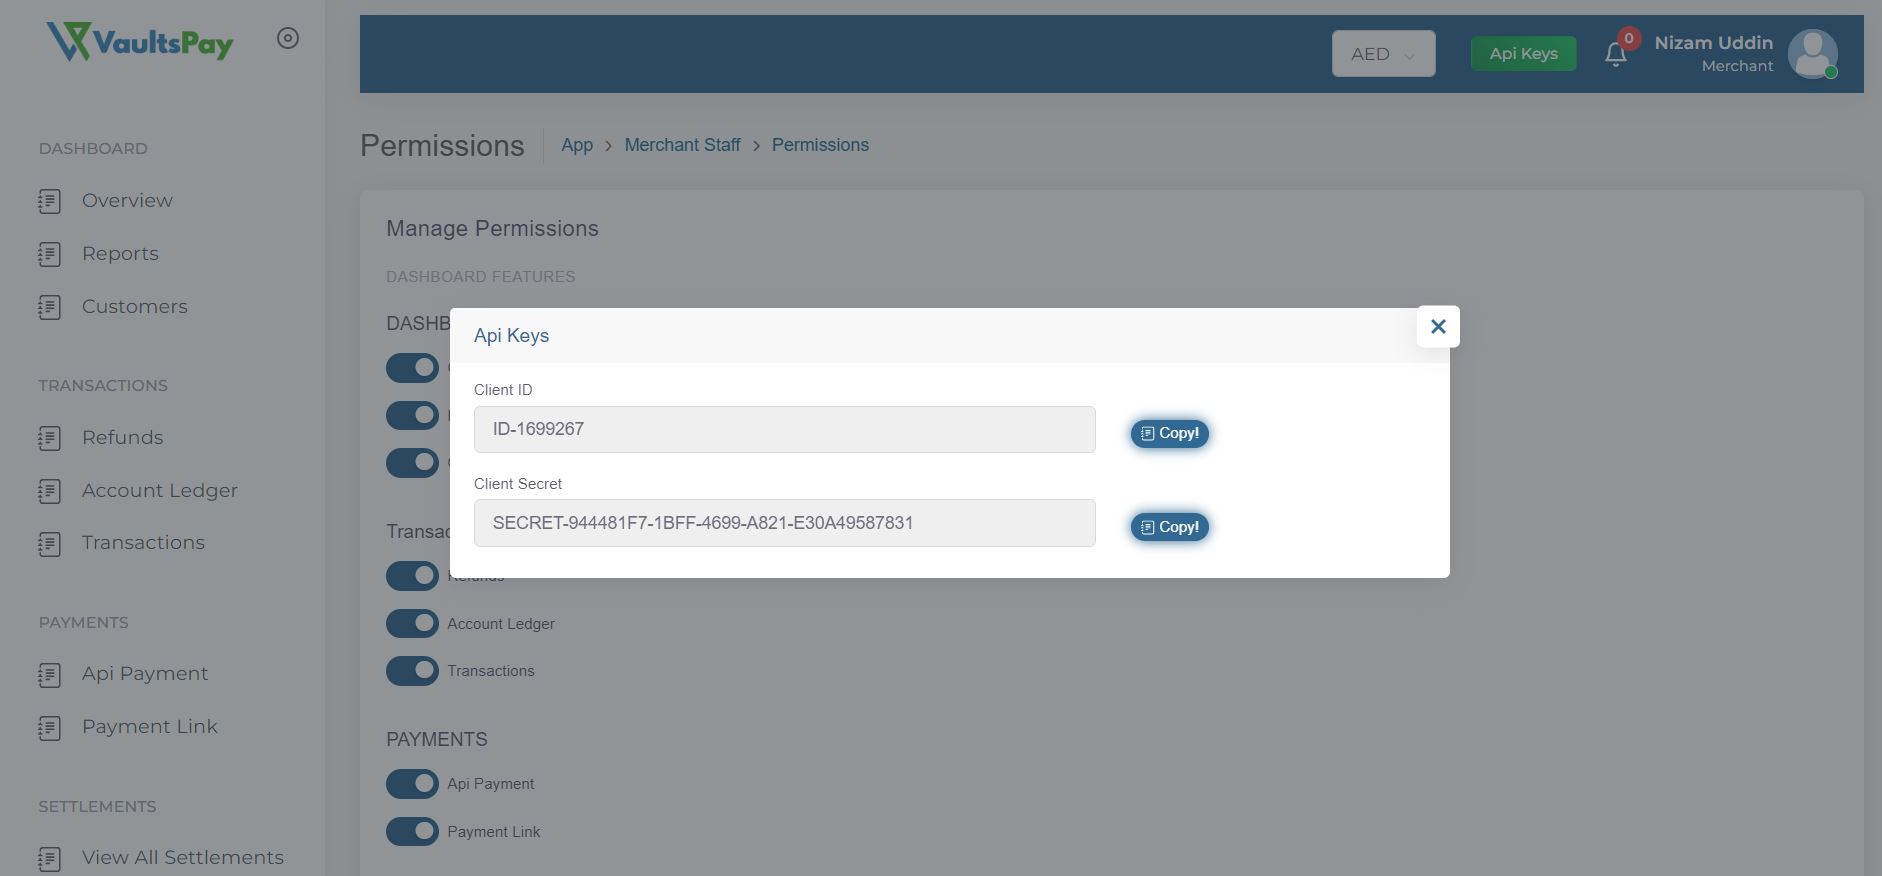 VaultsPay
AED
Api Keys
0
Nizam Uddin
Merchant
DASHBOARD
Overview
Reports
Customers
TRANSACTIONS
Refunds
Account Ledger
Transactions
PAYMENTS
Api Payment
Payment Link
SETTLEMENTS
View All Settlements
Permissions
App > Merchant Staff > Permissions
Manage Permissions
DASHBOARD FEATURES
DASHB
Api Keys
Client ID
ID-1699267
Copy!
Client Secret
SECRET-944481F7-1BFF-4699-A821-E30A49587831
Copy!
Transac
Refunds
Account Ledger
Transactions
PAYMENTS
Api Payment
Payment Link